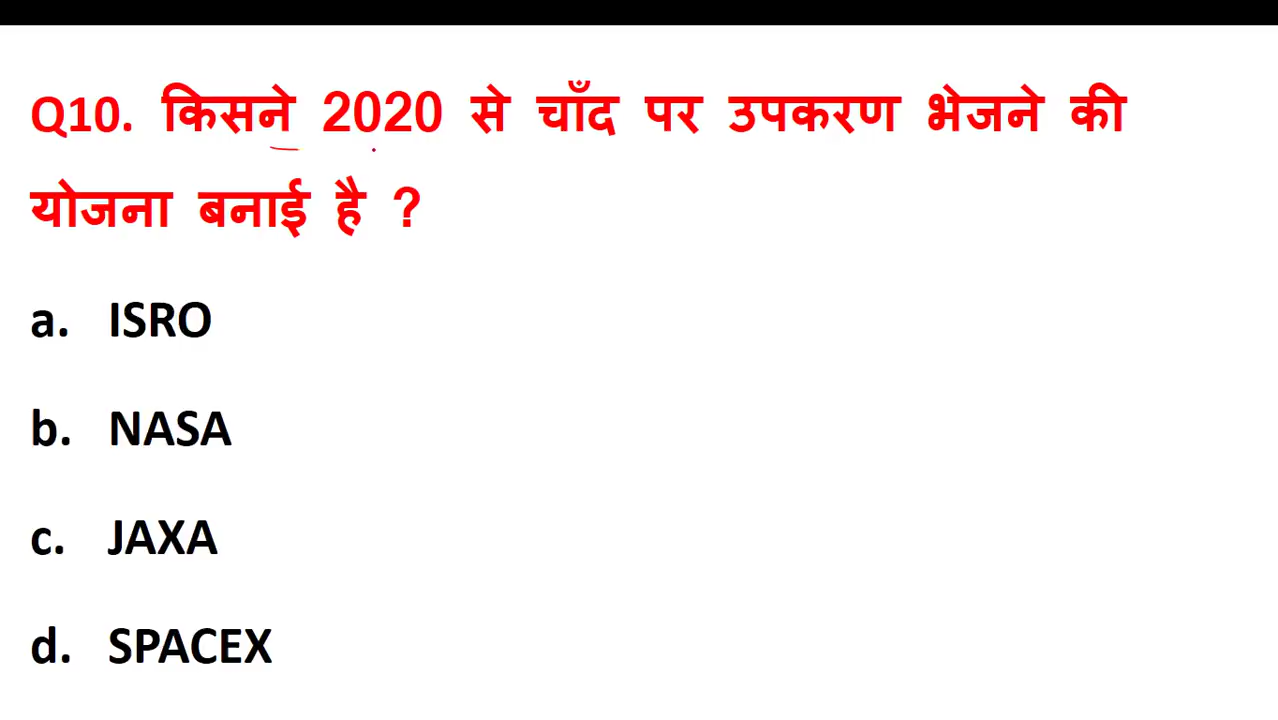 Q10. किसने 2020 से चाँद पर उपकरण भेजने की
योजना बनाई है ?
a. ISRO
b. NASA
c. JAXA
d. SPACEX